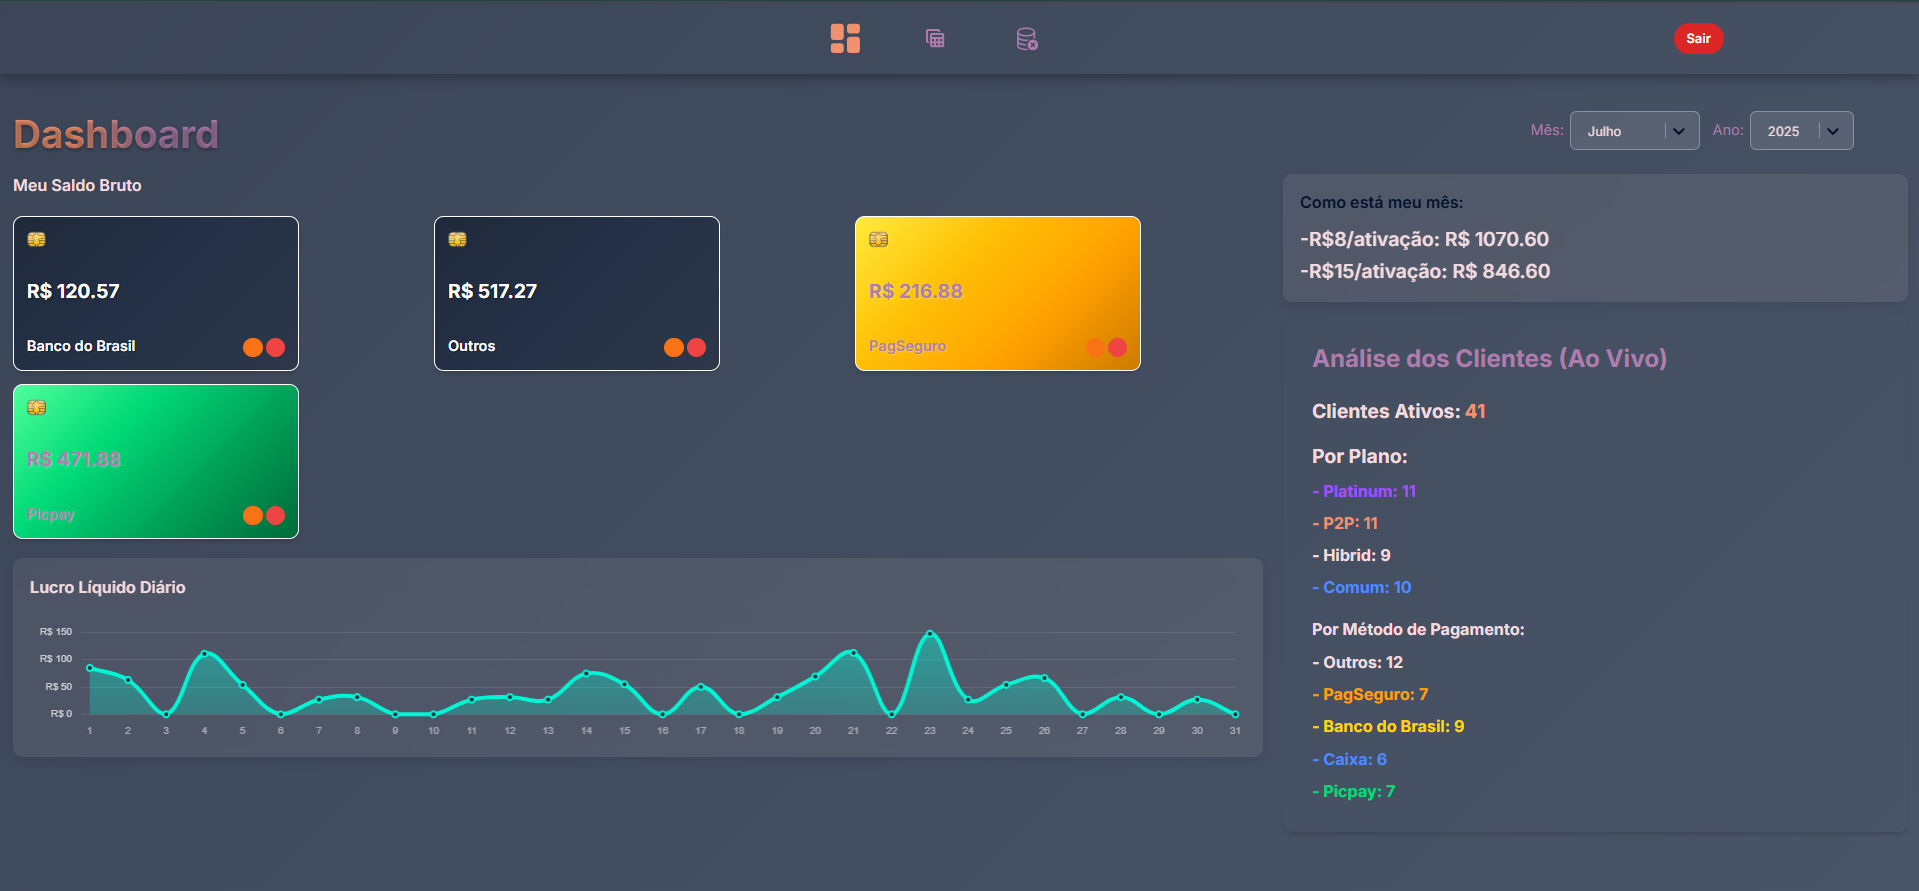 Sair
Dashboard
Mês: Julho Ano: 2025
Meu Saldo Bruto
R$ 120.57
Banco do Brasil
R$ 517.27
Outros
R$ 216.88
PagSeguro
R$ 471.88
Picpay
Lucro Líquido Diário
R$ 150
R$ 100
R$ 50
R$ 0
1 2 3 4 5 6 7 8 9 10 11 12 13 14 15 16 17 18 19 20 21 22 23 24 25 26 27 28 29 30 31
Como está meu mês:
-R$8/ativação: R$ 1070.60
-R$15/ativação: R$ 846.60
Análise dos Clientes (Ao Vivo)
Clientes Ativos: 41
Por Plano:
- Platinum: 11
- P2P: 11
- Hibrid: 9
- Comum: 10
Por Método de Pagamento:
- Outros: 12
- PagSeguro: 7
- Banco do Brasil: 9
- Caixa: 6
- Picpay: 7